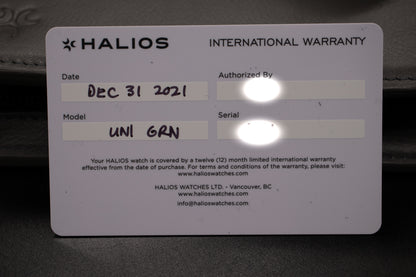 HALIOS INTERNATIONAL WARRANTY
Date Authorized By
DEC 31 2021
Model Serial
UNI GRN
Your HALIOS watch is covered by a twelve (12) month limited international warranty
effective from the date of purchase. For terms and conditions of the warranty, please visit:
www.halioswatches.com
HALIOS WATCHES LTD. - Vancouver, BC
www.halioswatches.com
info@halioswatches.com